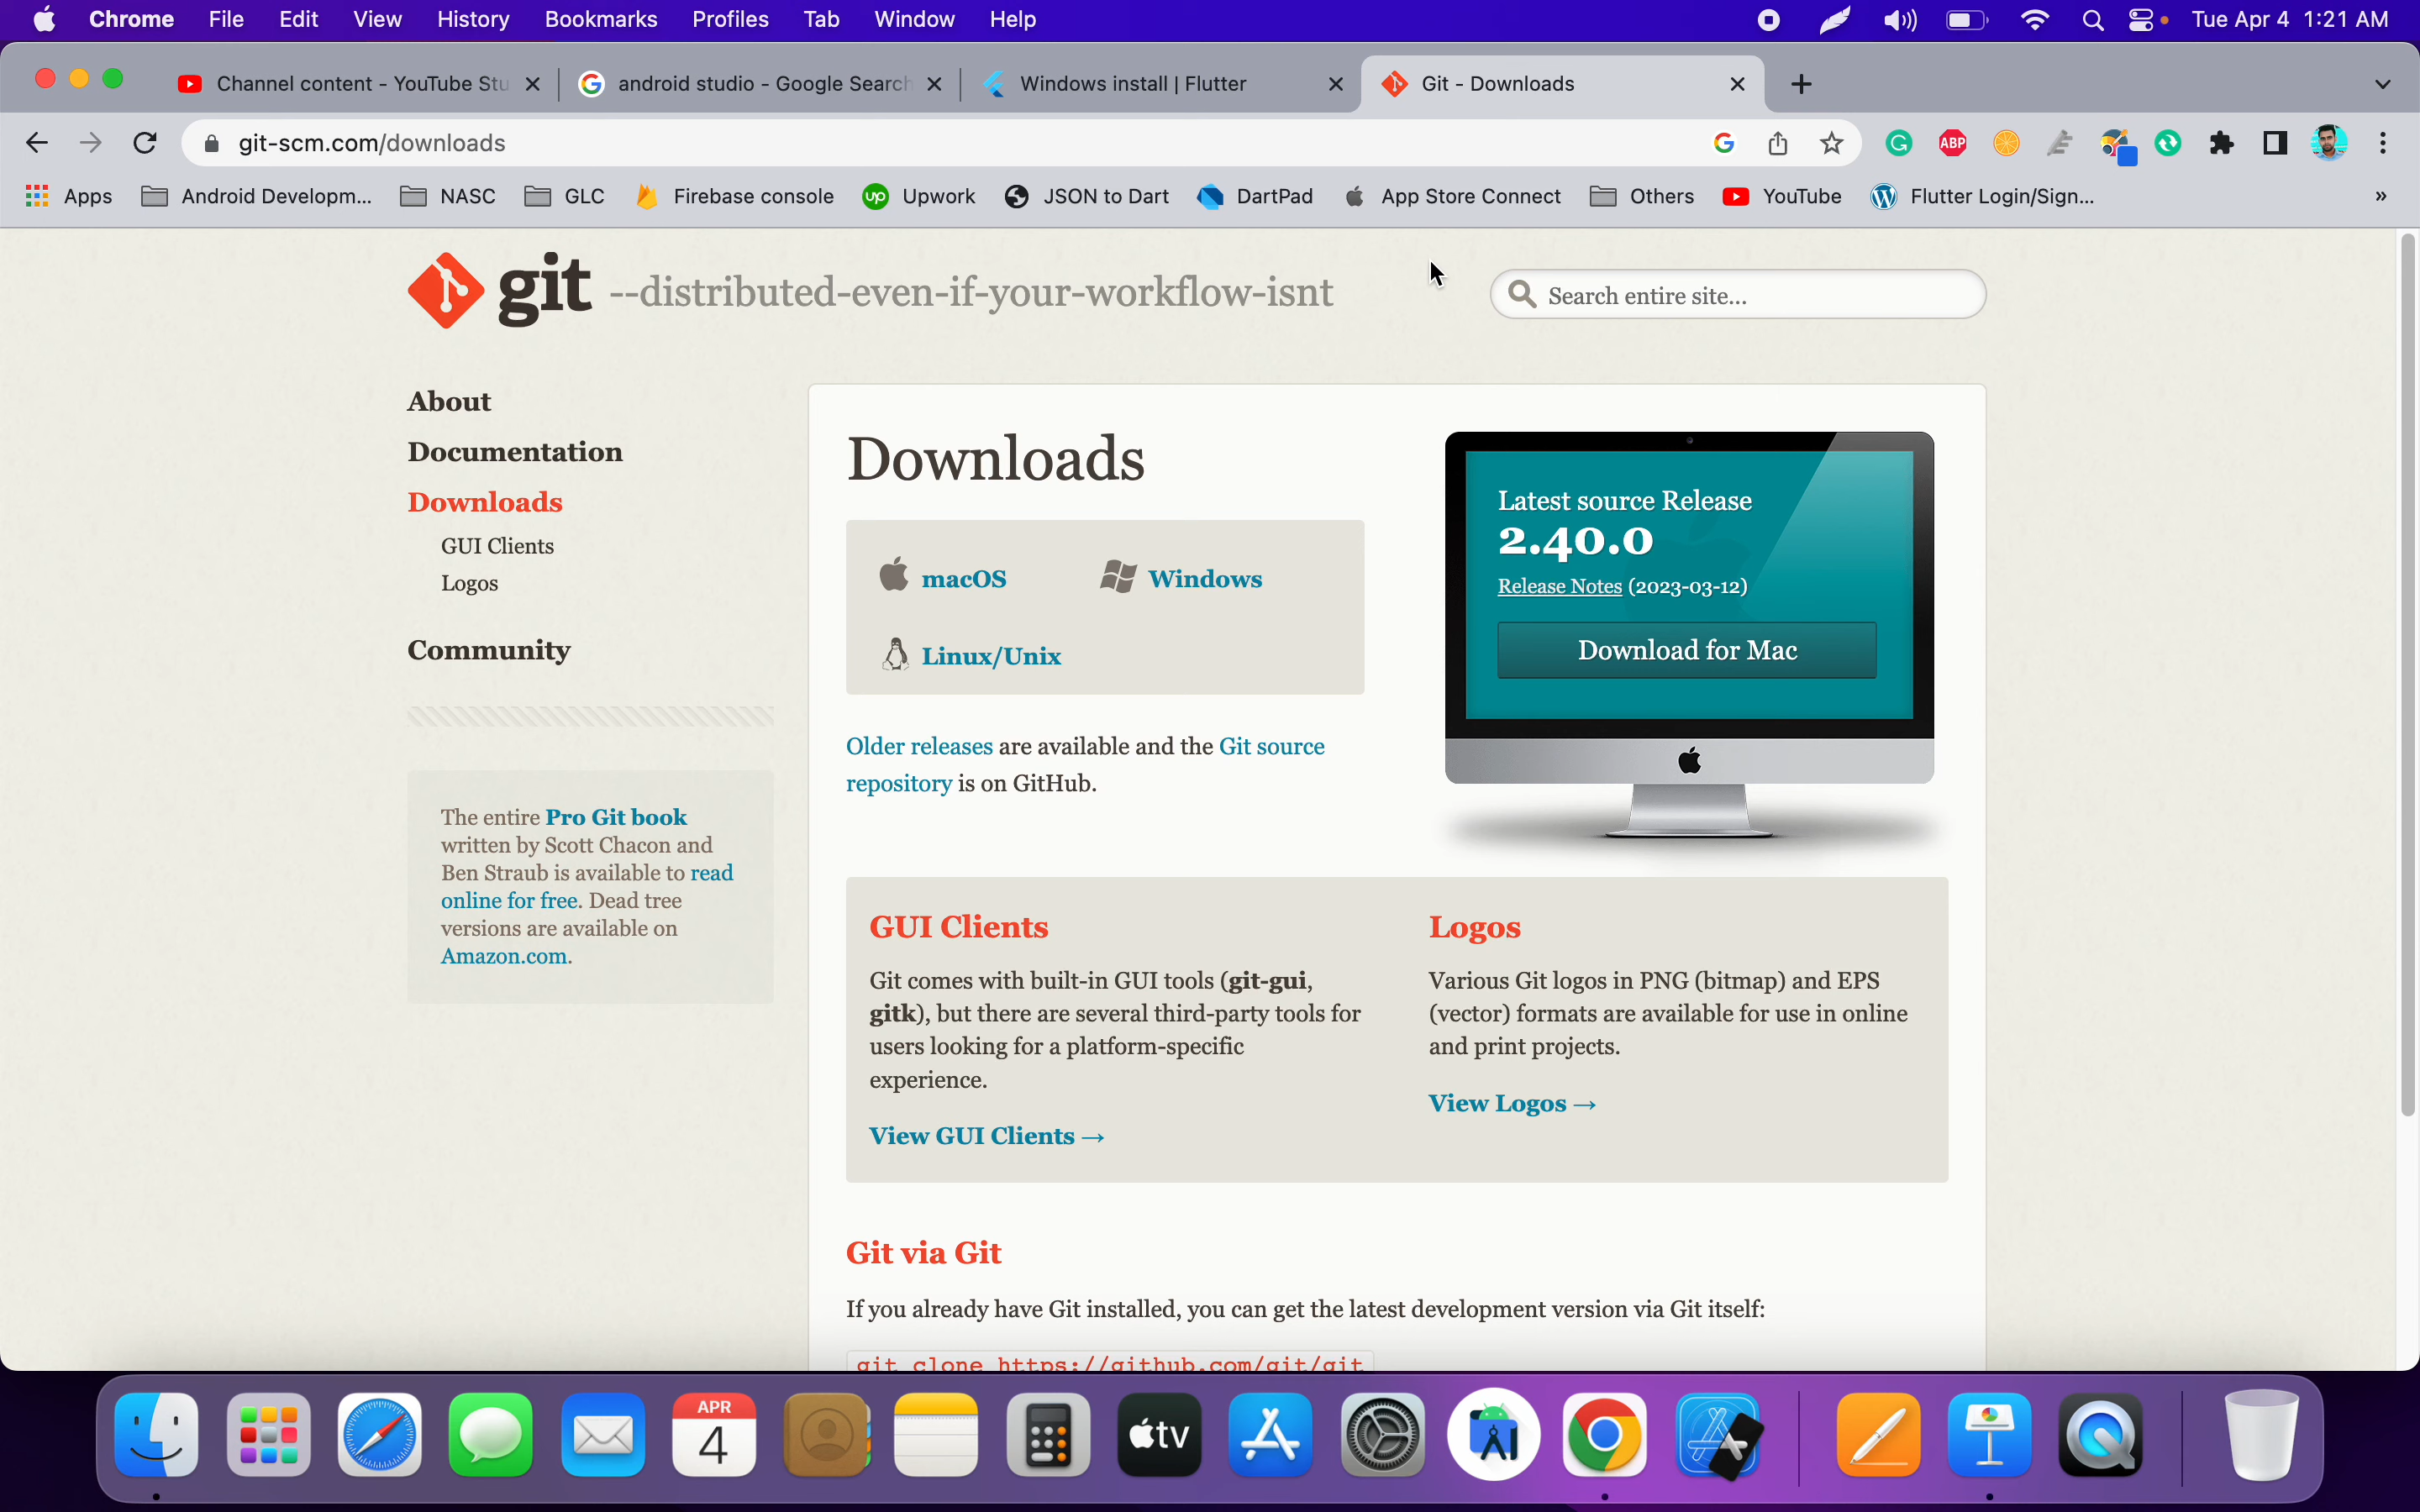 Chrome File Edit View History Bookmarks Profiles Tab Window Help Tue Apr 4 1:21 AM
Channel content - YouTube Stu android studio - Google Search Windows install | Flutter Git - Downloads
git-scm.com/downloads
G ABP
Apps Android Developm... NASC GLC Firebase console up Upwork JSON to Dart DartPad App Store Connect Others YouTube Flutter Login/Sign... »
git --distributed-even-if-your-workflow-isnt
Search entire site...
About
Documentation
Downloads
GUI Clients
Logos
Community
The entire Pro Git book
written by Scott Chacon and
Ben Straub is available to read
online for free. Dead tree
versions are available on
Amazon.com.
Downloads
macOS Windows
Linux/Unix
Older releases are available and the Git source
repository is on GitHub.
Latest source Release
2.40.0
Release Notes (2023-03-12)
Download for Mac
GUI Clients
Git comes with built-in GUI tools (git-gui,
gitk), but there are several third-party tools for
users looking for a platform-specific
experience.
View GUI Clients →
Logos
Various Git logos in PNG (bitmap) and EPS
(vector) formats are available for use in online
and print projects.
View Logos →
Git via Git
If you already have Git installed, you can get the latest development version via Git itself:
git clone https://github.com/git/git
APR
4
tv